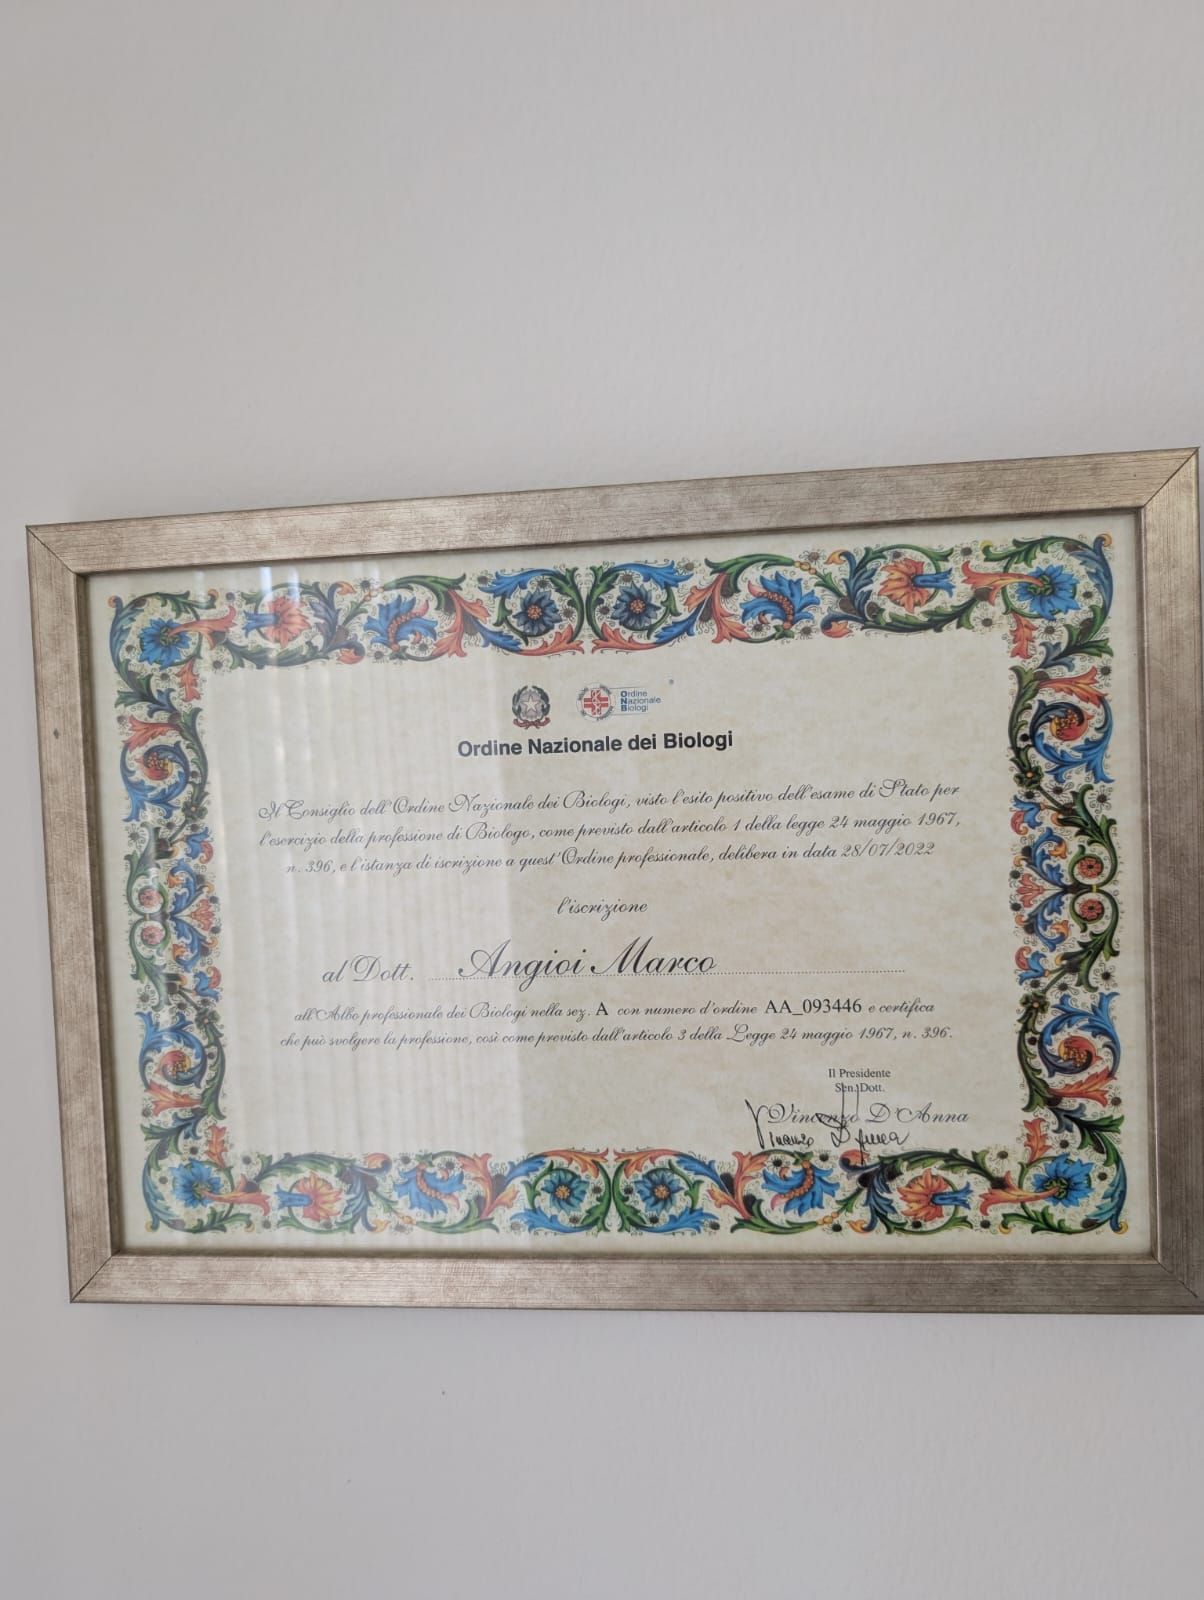 Ordine
Nazionale
Biologi
Ordine Nazionale dei Biologi
Il Consiglio dell'Ordine Nazionale dei Biologi, visto l'esito positivo dell'esame di Stato per
l'esercizio della professione di Biologo, come previsto dall'articolo 1 della legge 24 maggio 1967,
n. 396, e l'istanza di iscrizione a quest'Ordine professionale, delibera in data 28/07/2022
l'iscrizione
al Dott. Angioi Marco
all'Albo professionale dei Biologi nella sez. A con numero d'ordine AA_093446 e certifica
che può svolgere la professione, così come previsto dall'articolo 3 della Legge 24 maggio 1967, n. 396.
Il Presidente
Sen. Dott.
Vincenzo D'Anna
Vincenzo D'Anna